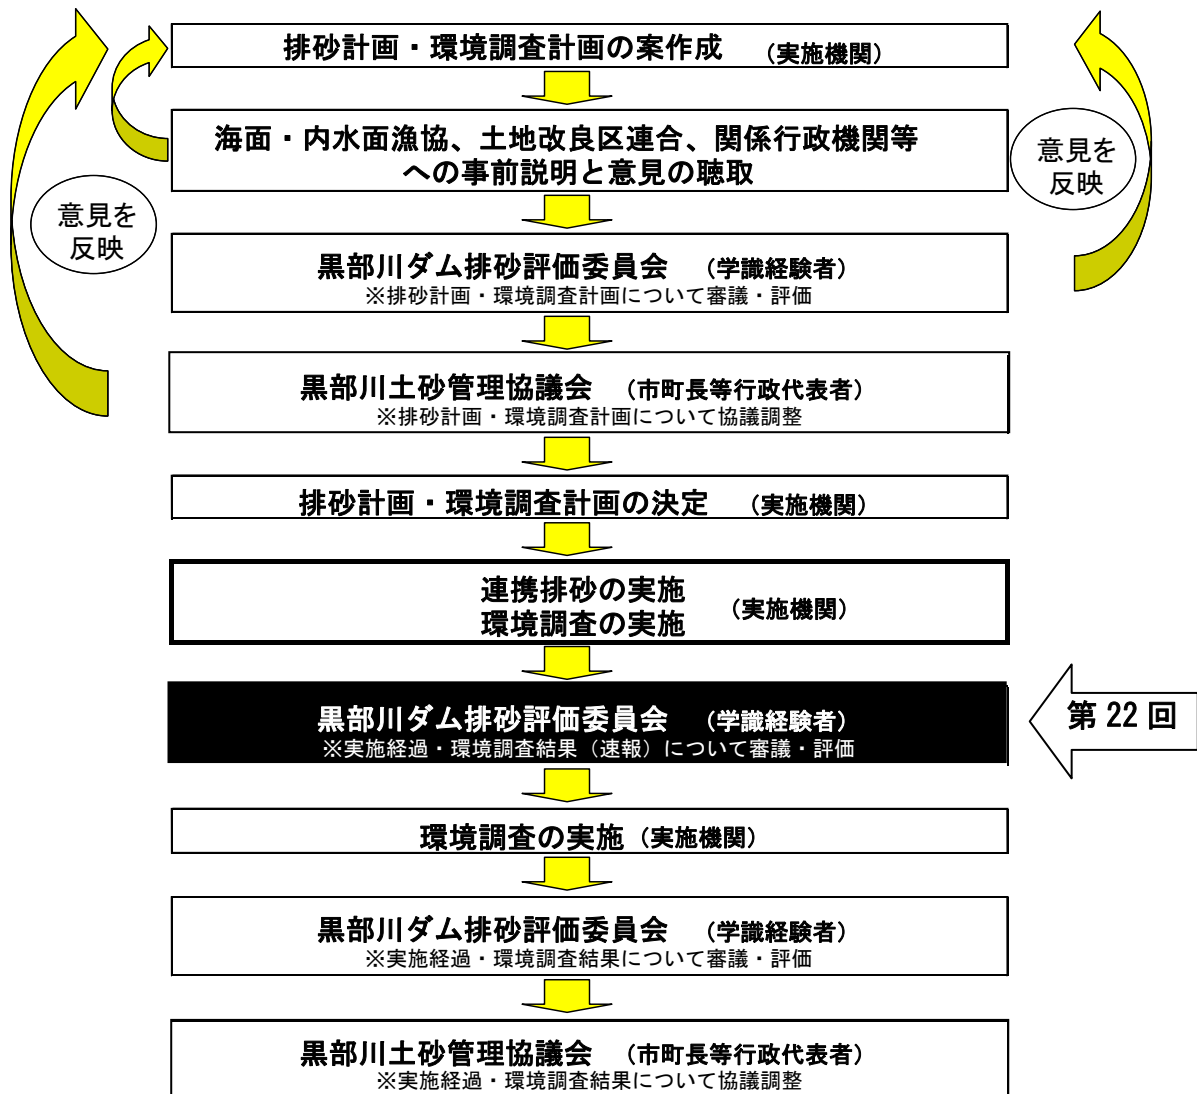 排砂計画・環境調査計画の案作成 (実施機関)
海面・内水面漁協、土地改良区連合、関係行政機関等
への事前説明と意見の聴取
意見を
反映
意見を
反映
黒部川ダム排砂評価委員会 (学識経験者)
※排砂計画・環境調査計画について審議・評価
黒部川土砂管理協議会 (市町長等行政代表者)
※排砂計画・環境調査計画について協議調整
排砂計画・環境調査計画の決定 (実施機関)
連携排砂の実施
環境調査の実施
(実施機関)
黒部川ダム排砂評価委員会 (学識経験者)
※実施経過・環境調査結果（速報）について審議・評価
第 22 回
環境調査の実施 (実施機関)
黒部川ダム排砂評価委員会 (学識経験者)
※実施経過・環境調査結果について審議・評価
黒部川土砂管理協議会 (市町長等行政代表者)
※実施経過・環境調査結果について協議調整